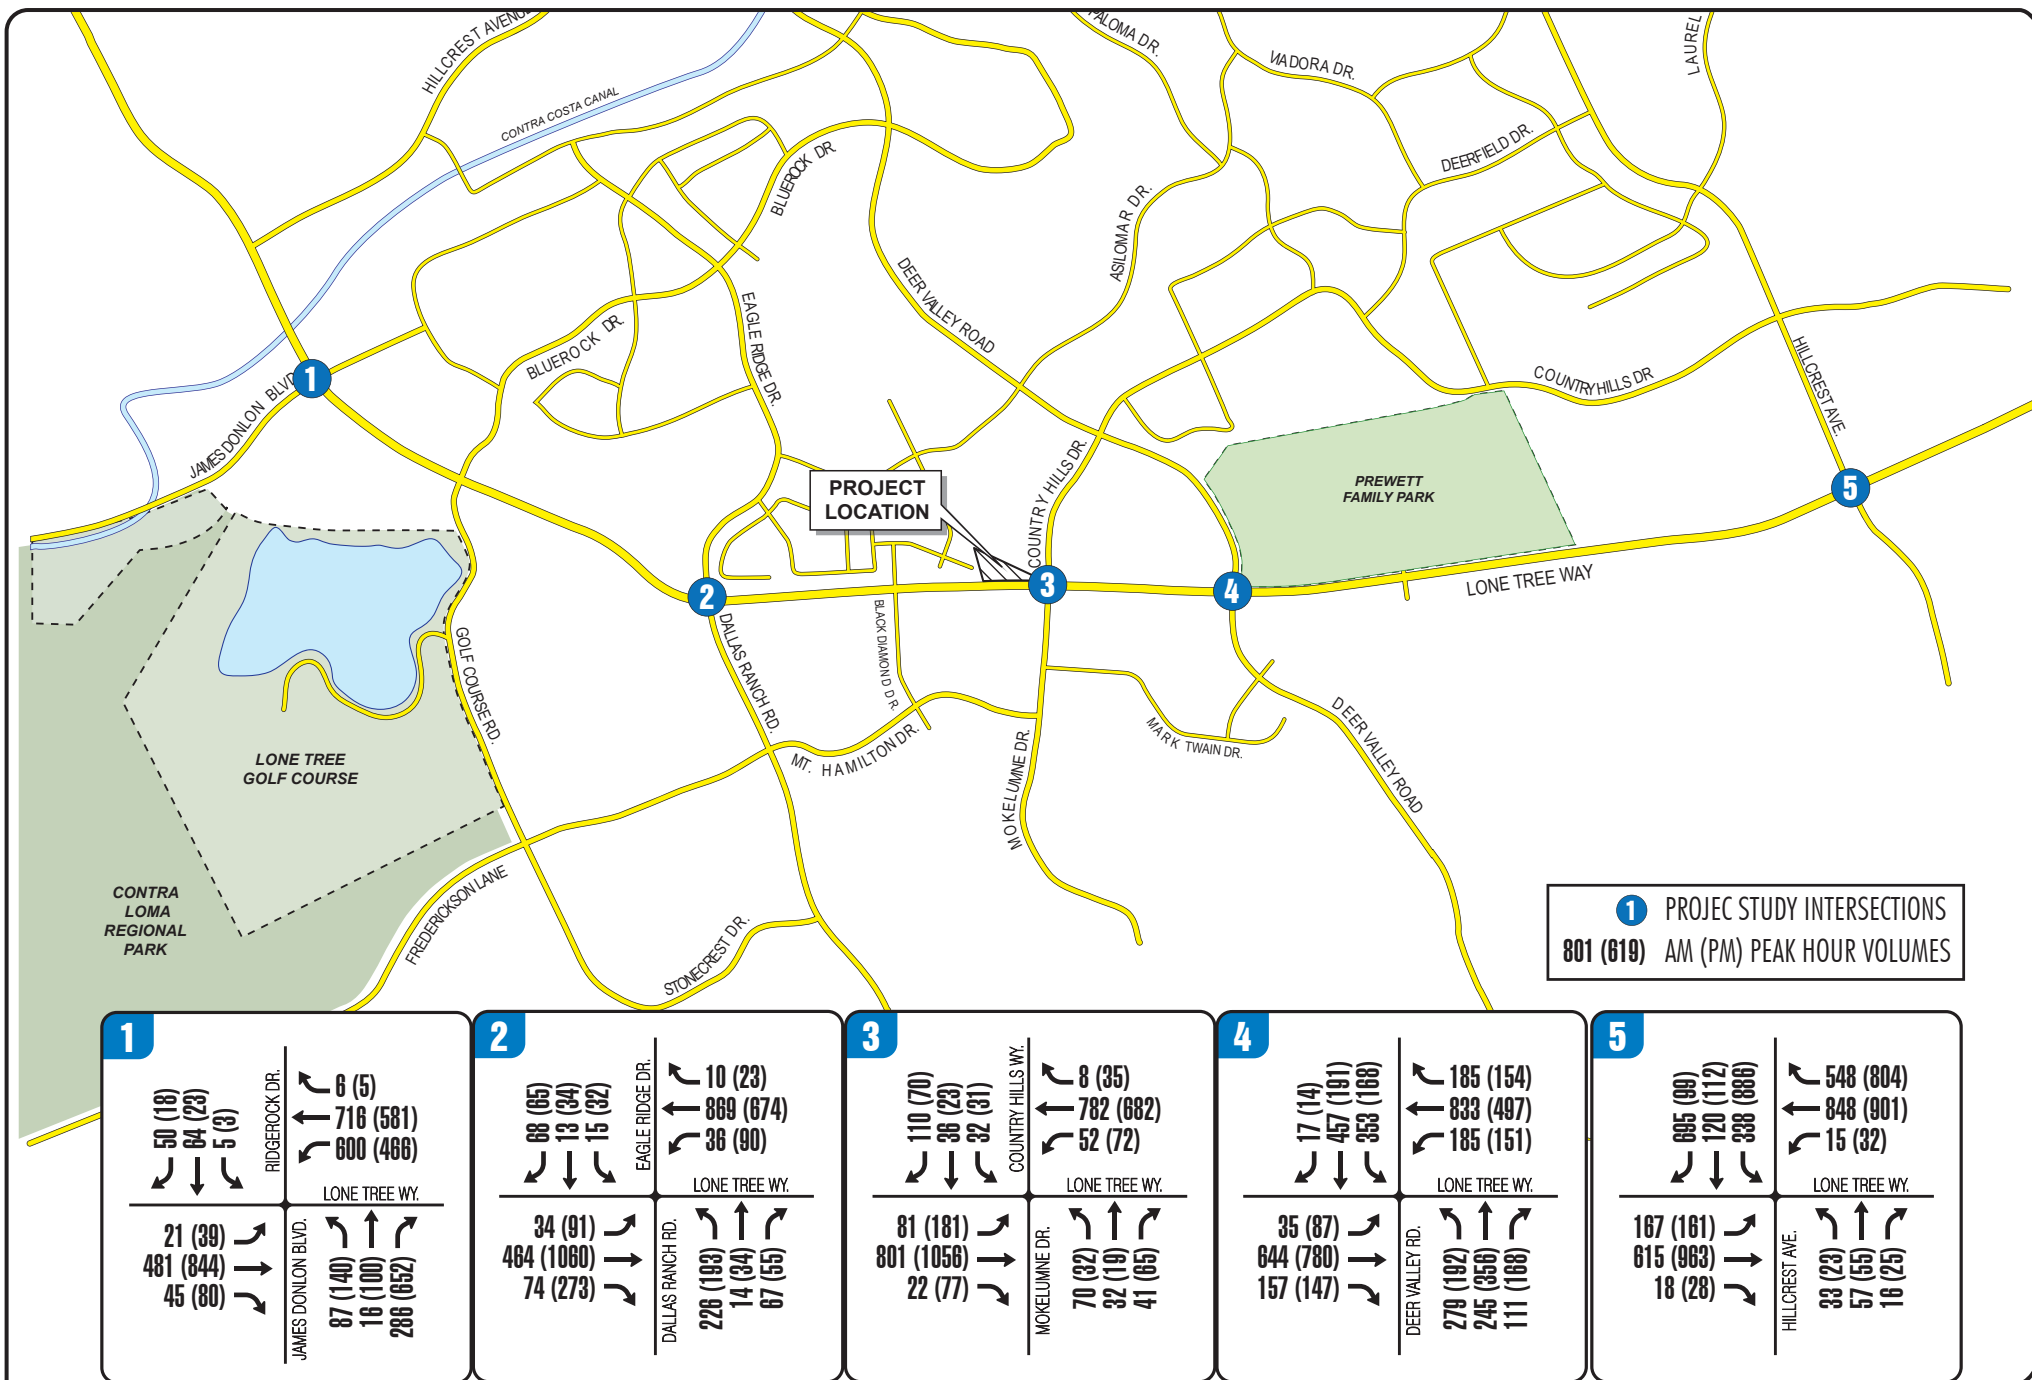 HILLCREST AVENUE
CONTRA COSTA CANAL
PALOMA DR.
VIADORA DR.
LAUREL
DEERFIELD DR.
BLUEROCK DR.
ASILOMAR DR.
DEER VALLEY ROAD
EAGLE RIDGE DR.
BLUEROCK DR.
JAMES DONLON BLVD.
1
COUNTRY HILLS DR.
HILLCREST AVE.
COUNTRY HILLS DR
PROJECT
LOCATION
PREWETT
FAMILY PARK
5
2
3
4
LONE TREE WAY
BLACK DIAMOND DR.
DALLAS RANCH RD.
GOLF COURSE RD.
MT. HAMILTON DR.
MOKELUMNE DR.
MARK TWAIN DR.
DEER VALLEY ROAD
LONE TREE
GOLF COURSE
CONTRA
LOMA
REGIONAL
PARK
FREDERICKSON LANE
STONECREST DR.
1 PROJEC STUDY INTERSECTIONS
801 (619) AM (PM) PEAK HOUR VOLUMES
1
50 (18)
64 (23)
5 (3)
RIDGEROCK DR.
6 (5)
716 (581)
600 (466)
LONE TREE WY.
21 (39)
481 (844)
45 (80)
JAMES DONLON BLVD.
87 (140)
16 (100)
286 (652)
2
68 (65)
13 (34)
15 (32)
EAGLE RIDGE DR.
10 (23)
869 (674)
36 (90)
LONE TREE WY.
34 (91)
464 (1060)
74 (273)
DALLAS RANCH RD.
226 (193)
14 (34)
67 (55)
3
110 (70)
36 (23)
32 (31)
COUNTRY HILLS WY.
8 (35)
782 (682)
52 (72)
LONE TREE WY.
81 (181)
801 (1056)
22 (77)
MOKELUMNE DR.
70 (32)
32 (19)
41 (65)
4
17 (14)
457 (191)
353 (168)
185 (154)
833 (497)
185 (151)
LONE TREE WY.
35 (87)
644 (780)
157 (147)
DEER VALLEY RD.
279 (192)
245 (356)
111 (168)
5
695 (99)
120 (112)
338 (886)
548 (804)
848 (901)
15 (32)
LONE TREE WY.
167 (161)
615 (963)
18 (28)
HILLCREST AVE.
33 (23)
57 (55)
16 (25)